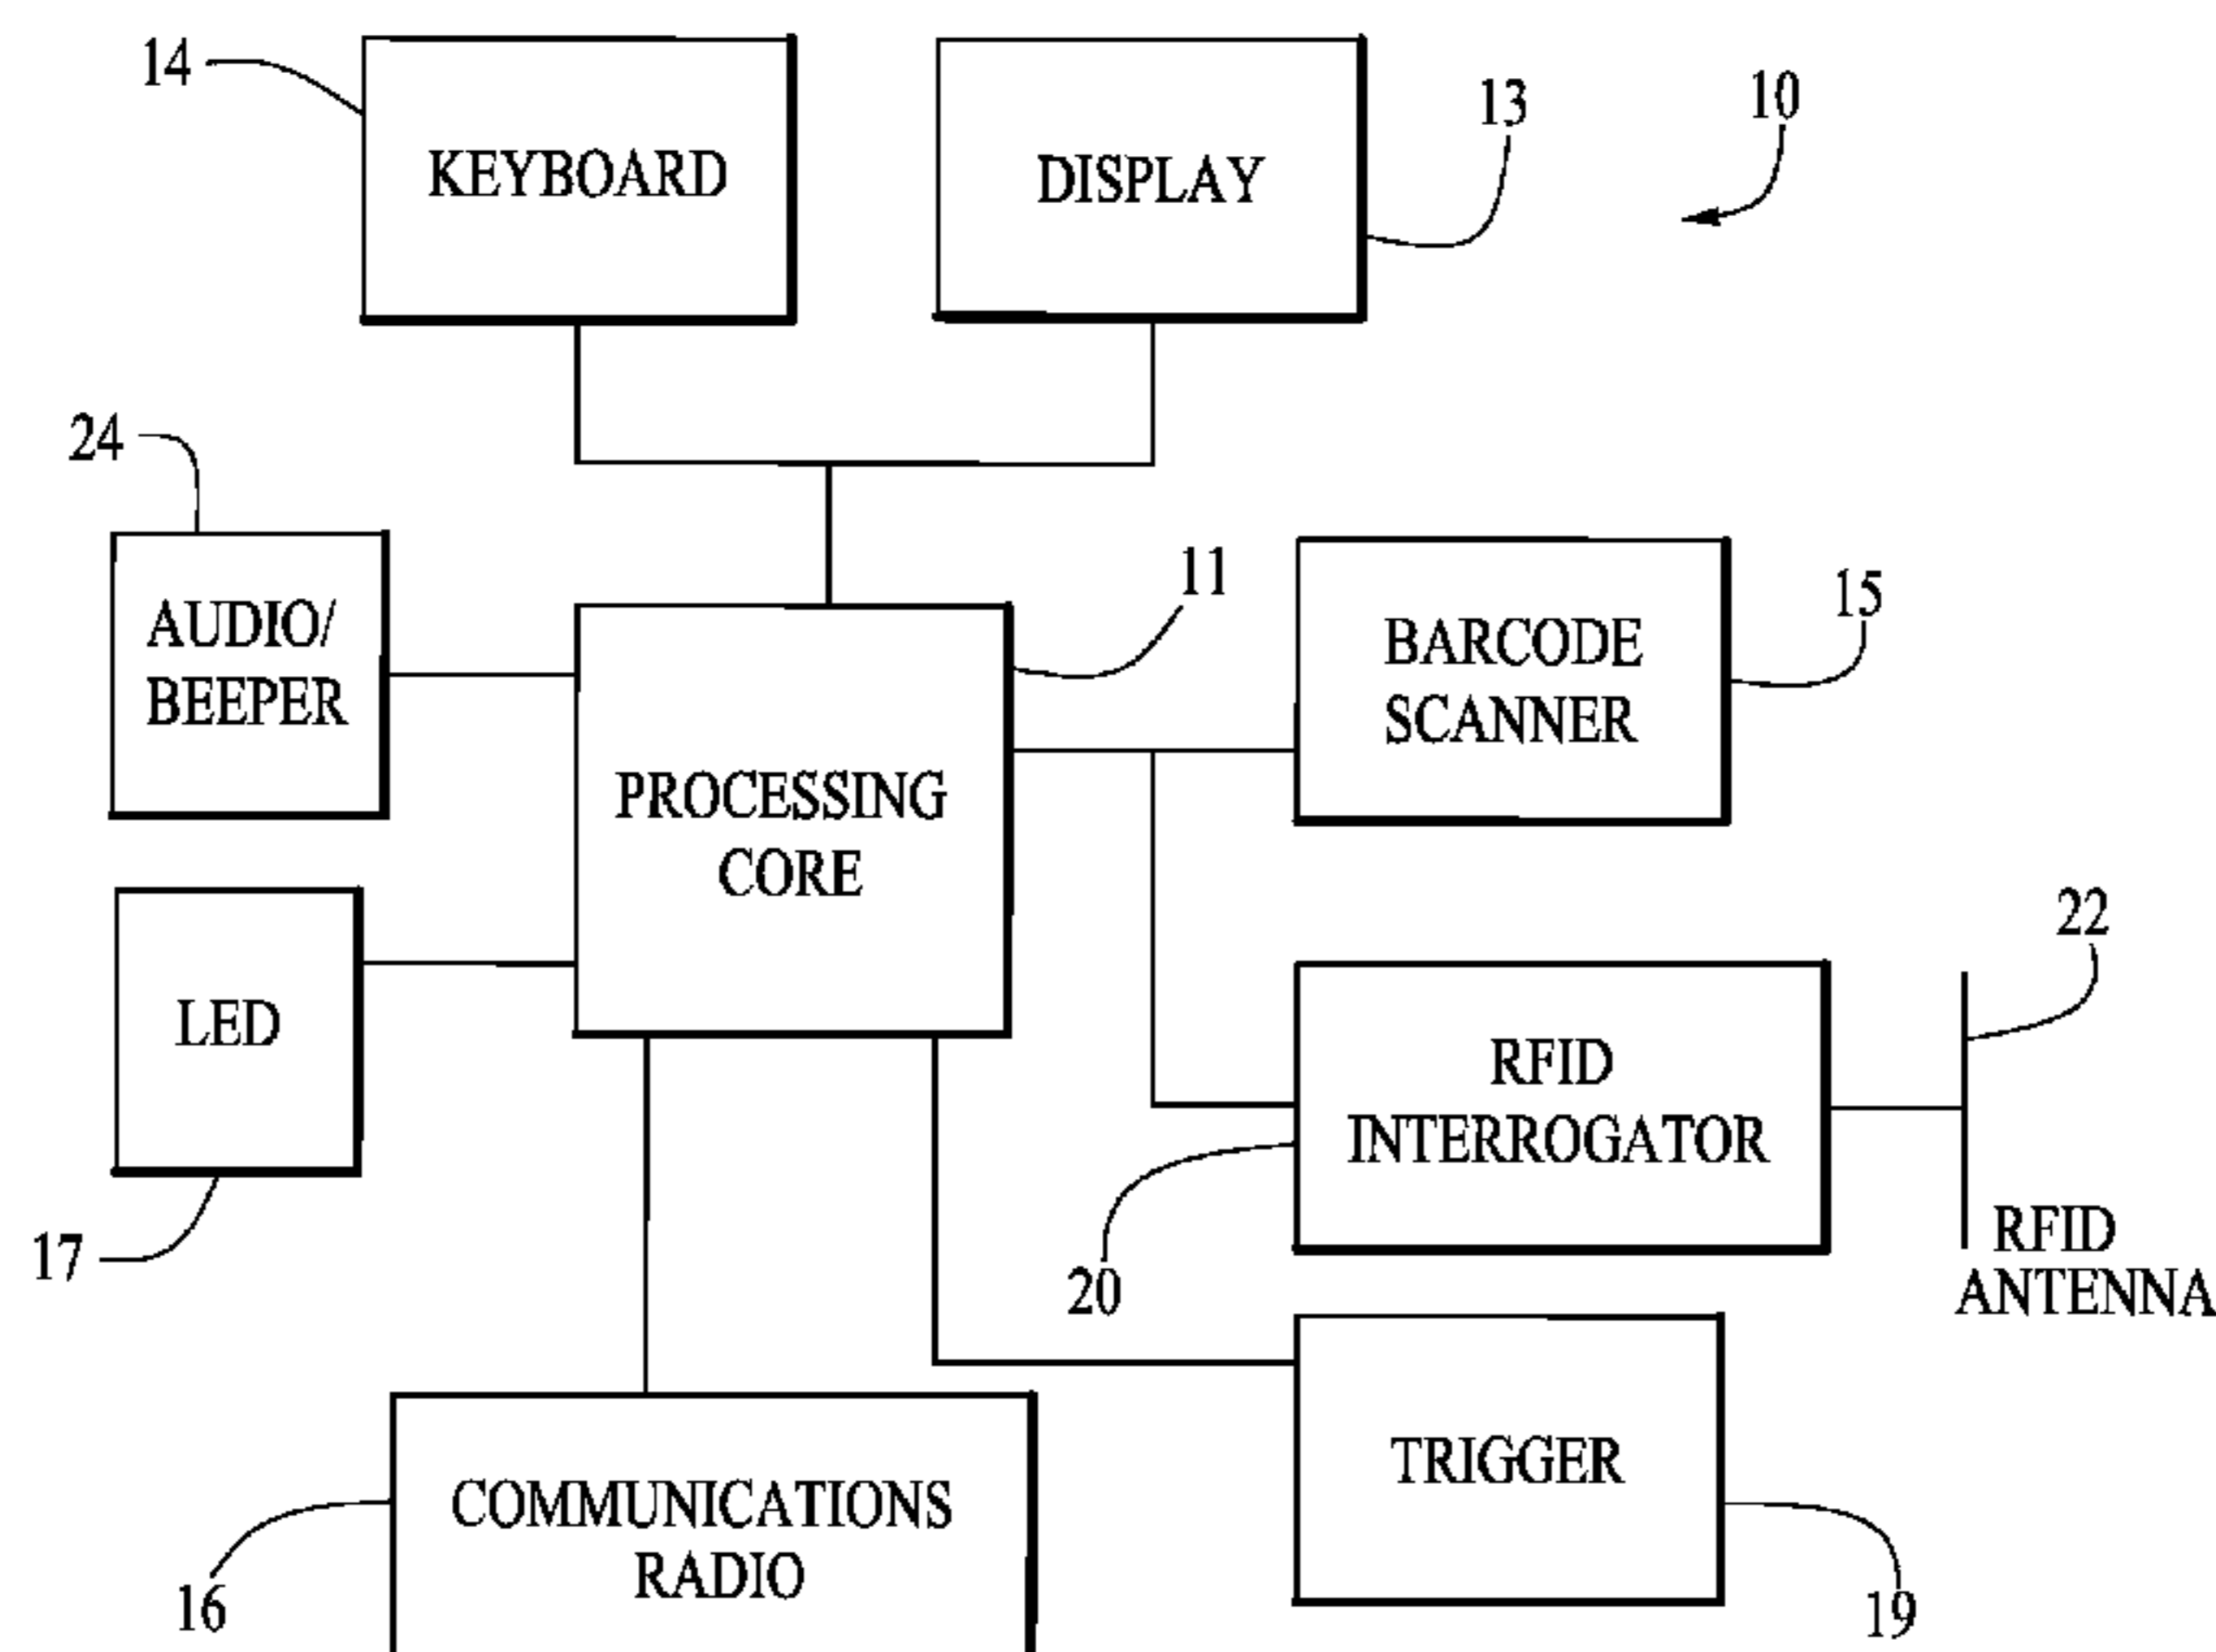 14
KEYBOARD
DISPLAY
13
10
24
AUDIO/
BEEPER
11
PROCESSING
CORE
BARCODE
SCANNER
15
LED
17
RFID
INTERROGATOR
20
22
RFID
ANTENNA
COMMUNICATIONS
RADIO
16
TRIGGER
19